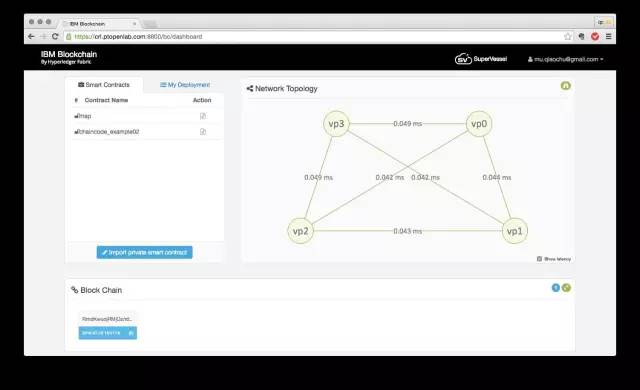 IBM Blockchain
https://crl.ptopenlab.com:8800/bc/dashboard
IBM Blockchain
By Hyperledger Fabric
SuperVessel
mu.qiaochu@gmail.com
Smart Contracts
My Deployment
# Contract Name Action
map
chaincode_example02
Import private smart contract
Network Topology
vp3
0.049 ms
vp0
0.049 ms
0.042 ms
0.042 ms
0.044 ms
vp2
0.043 ms
vp1
Show latency
Block Chain